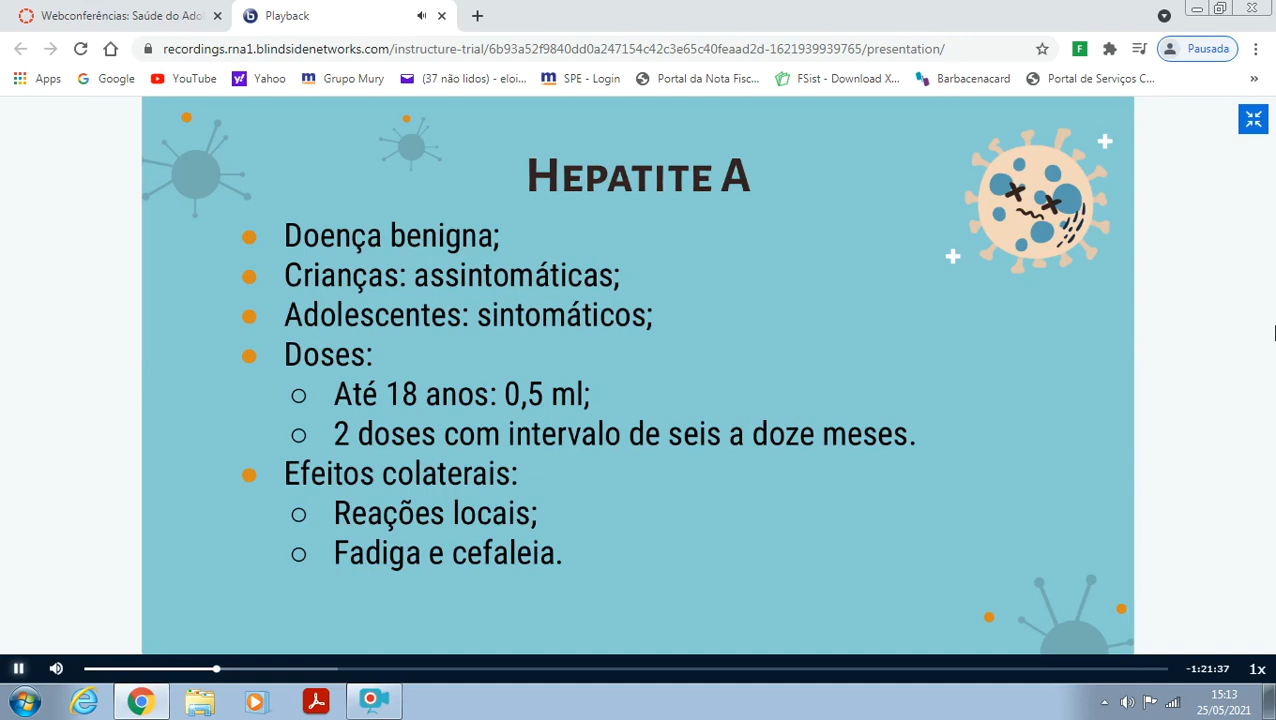 Webconferências: Saúde do Ado
Playback
recordings.rna1.blindsidenetworks.com/instructure-trial/6b93a52f9840dd0a247154c42c3e65c40feaad2d-1621939939765/presentation/
Pausada
Apps Google YouTube Yahoo Grupo Mury (37 não lidos) - eloi... SPE - Login Portal da Nota Fisc... FSist - Download X... Barbacenacard Portal de Serviços C... »
HEPATITE A
Doença benigna;
Crianças: assintomáticas;
Adolescentes: sintomáticos;
Doses:
Até 18 anos: 0,5 ml;
2 doses com intervalo de seis a doze meses.
Efeitos colaterais:
Reações locais;
Fadiga e cefaleia.
-1:21:37 1x
15:13
25/05/2021